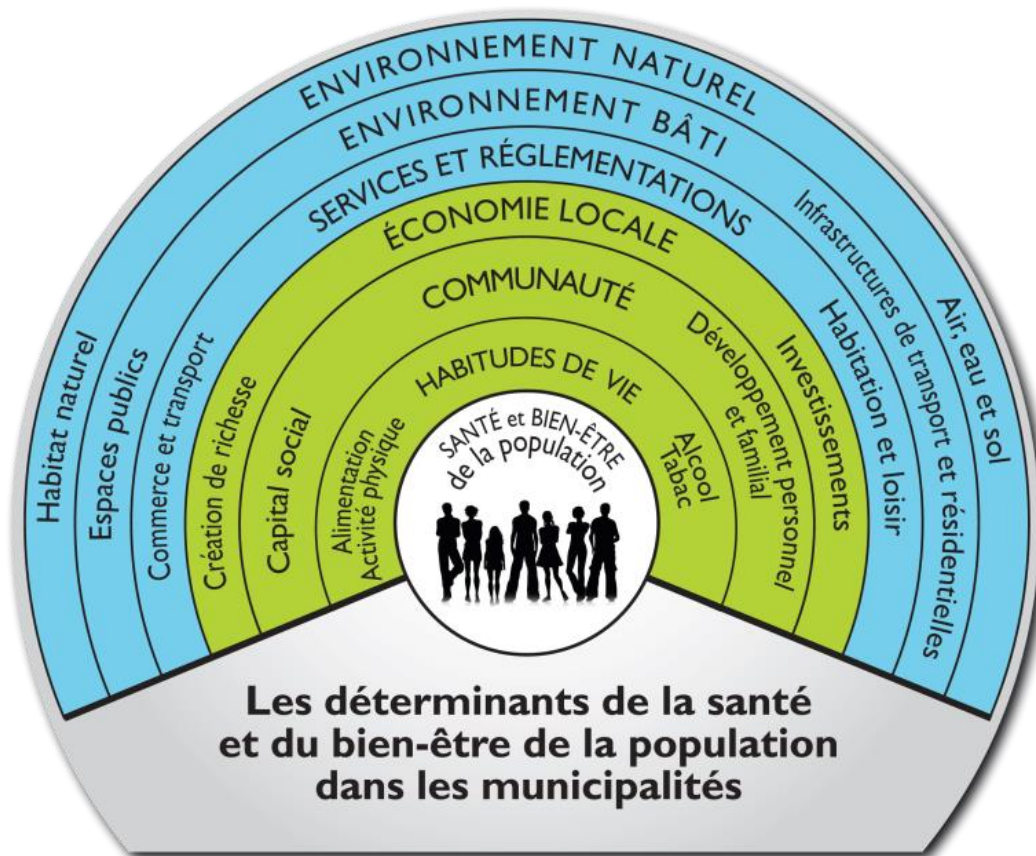 ENVIRONNEMENT NATUREL
Habitat naturel
Air, eau et sol
ENVIRONNEMENT BÂTI
Espaces publics
Infrastructures de transport et résidentielles
SERVICES ET RÉGLEMENTATIONS
Commerce et transport
Habitation et loisir
ÉCONOMIE LOCALE
Création de richesse
Investissements
COMMUNAUTÉ
Capital social
Développement personnel
et familial
HABITUDES DE VIE
Alimentation
Activité physique
Alcool
Tabac
SANTÉ et BIEN-ÊTRE
de la population
Les déterminants de la santé
et du bien-être de la population
dans les municipalités